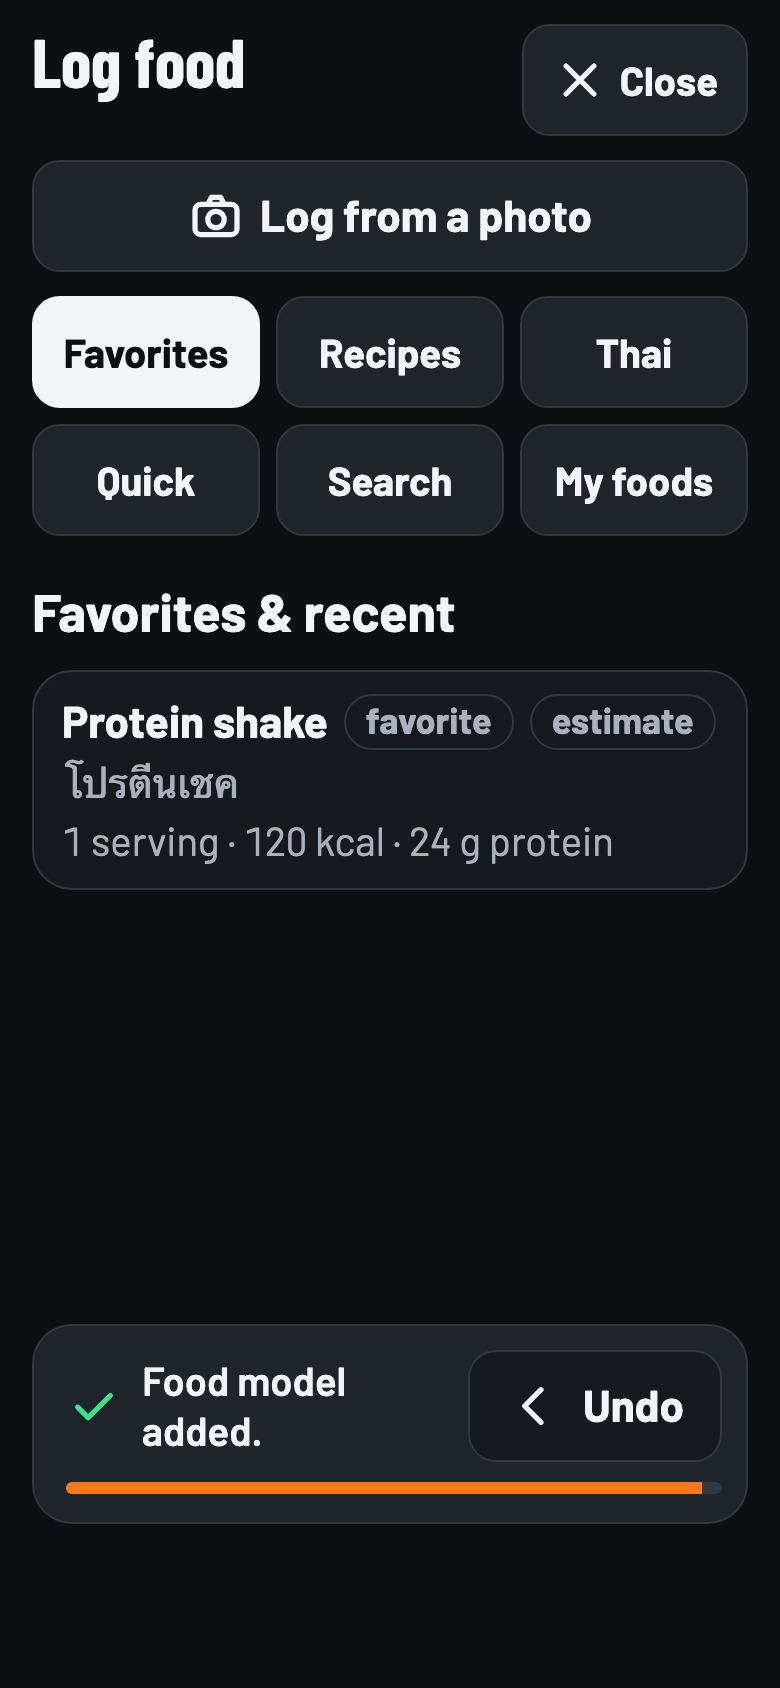 Log food
Close
Log from a photo
Favorites
Recipes
Thai
Quick
Search
My foods
Favorites & recent
Protein shake favorite estimate
โปรตีนเชค
1 serving · 120 kcal · 24 g protein
Food model
added.
Undo